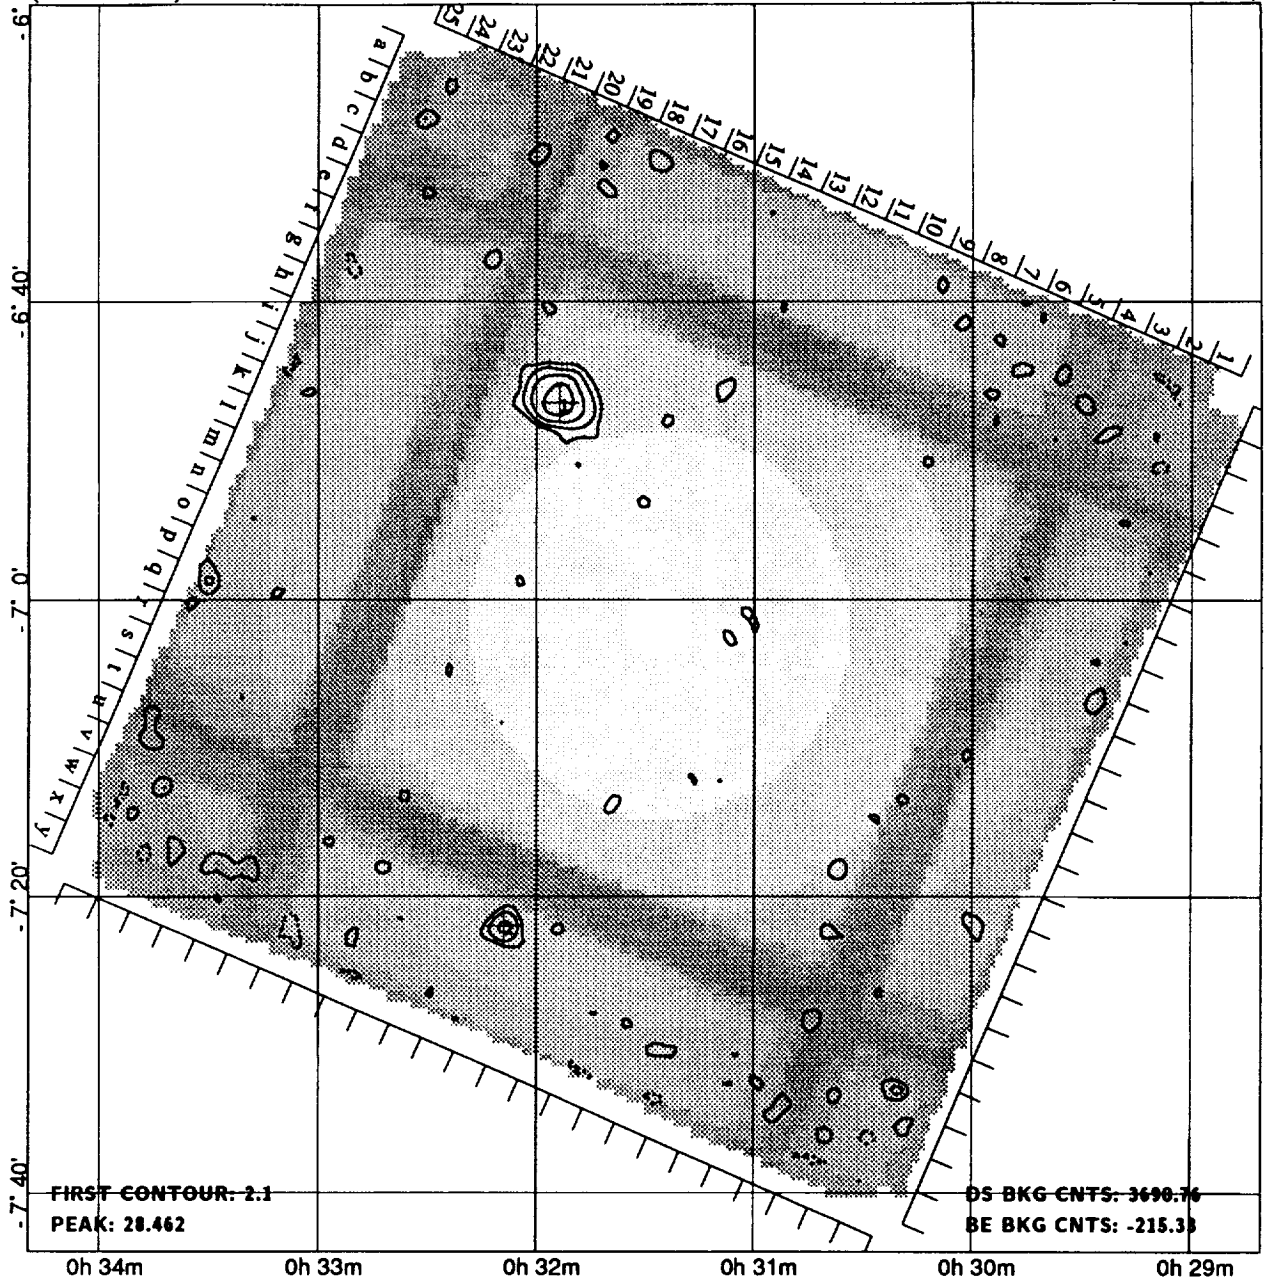 25 24 23 22 21 20 19 18 17 16 15 14 13 12 11 10 9 8 7 6 5 4 3 2 1
a b c d e f g h i j k l m n o p q r s t u v w x y
-6°
-6° 40'
-7° 0'
-7° 20'
-7° 40'
FIRST CONTOUR: 2.1
PEAK: 28.462
DS BKG CNTS: 3690.76
BE BKG CNTS: -215.33
0h 34m 0h 33m 0h 32m 0h 31m 0h 30m 0h 29m